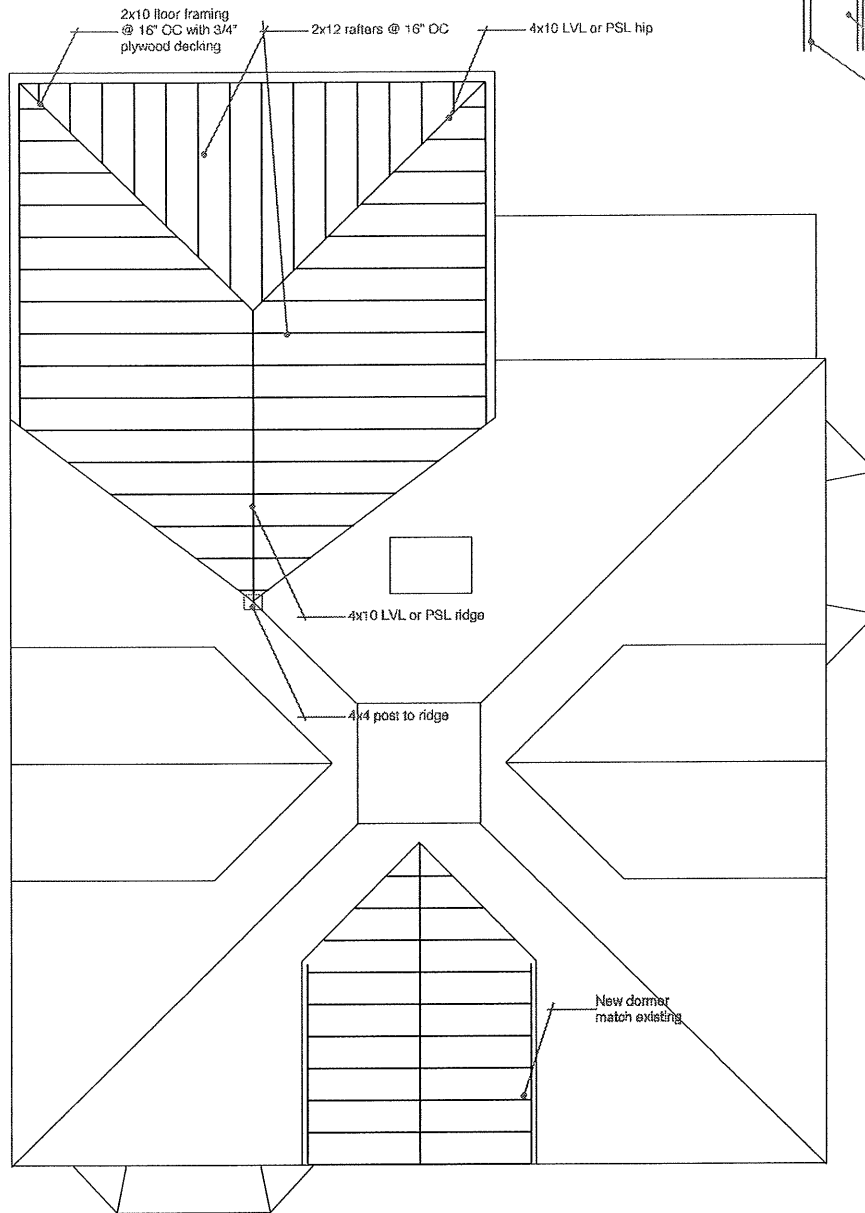 2x10 floor framing
@ 16" OC with 3/4"
plywood decking
2x12 rafters @ 16" OC
4x10 LVL or PSL hip
4x10 LVL or PSL ridge
4x4 post to ridge
New dormer
match existing